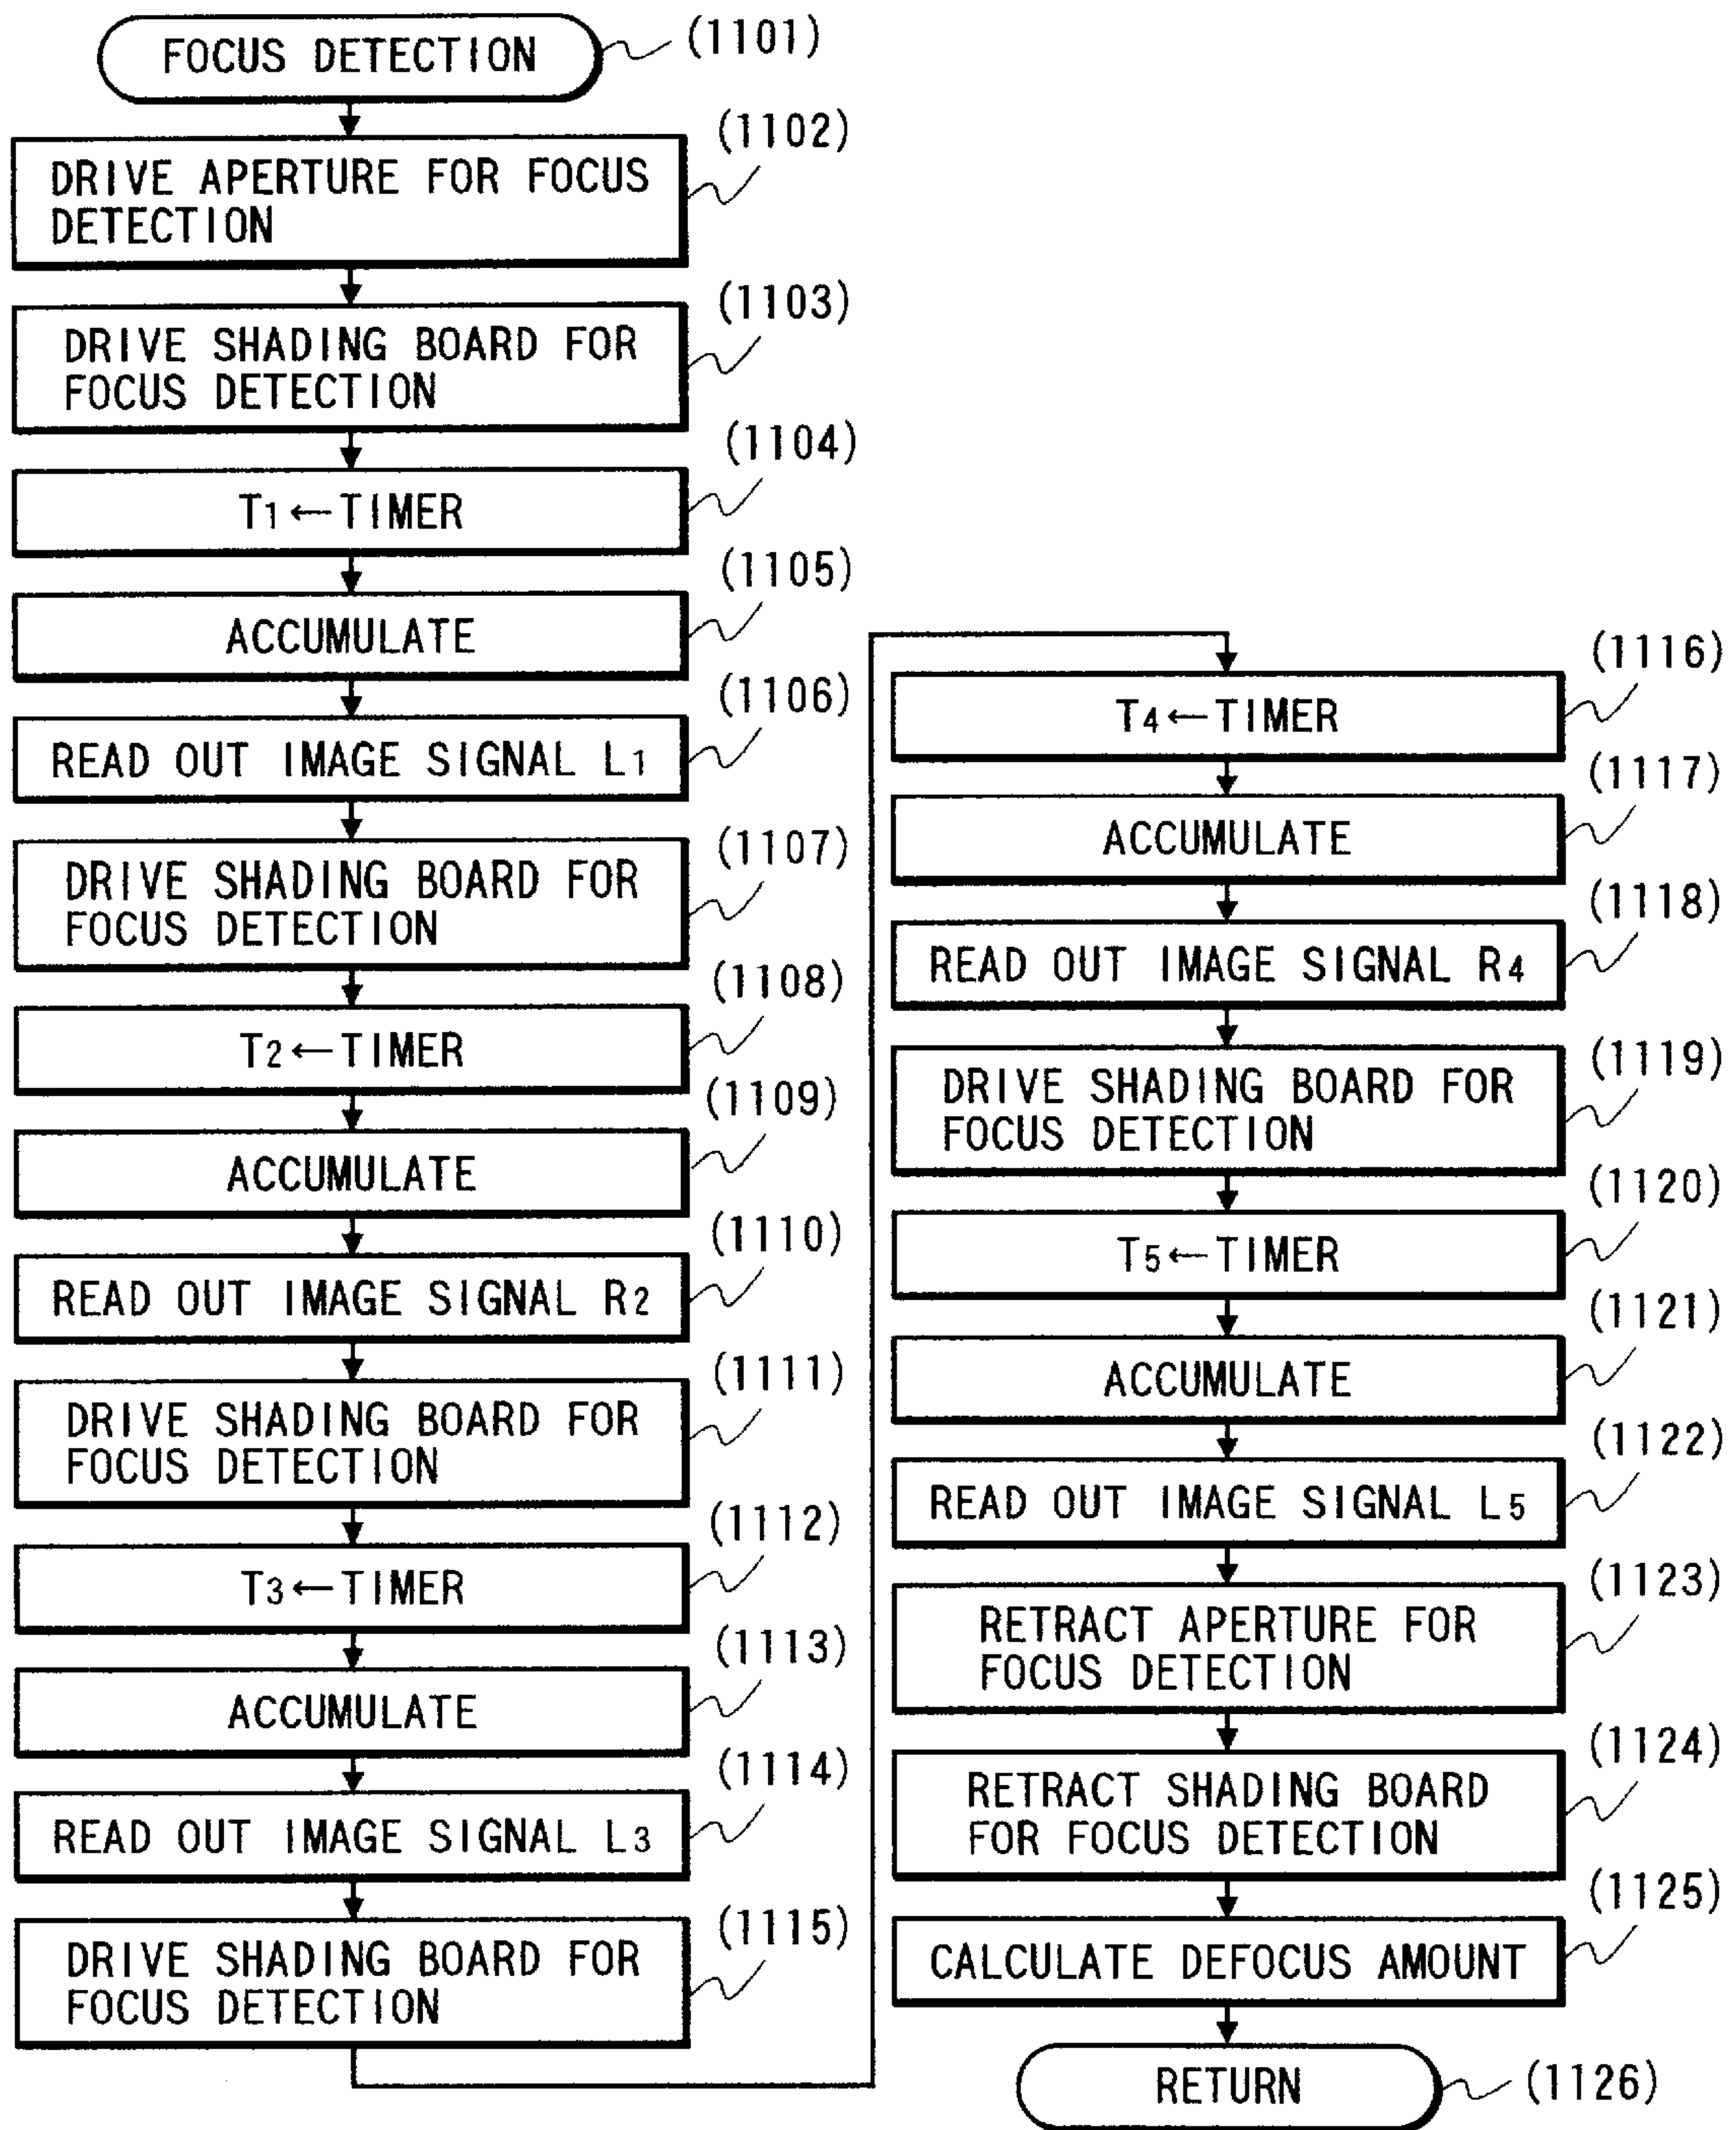 FOCUS DETECTION
(1101)
(1102)
DRIVE APERTURE FOR FOCUS
DETECTION
(1103)
DRIVE SHADING BOARD FOR
FOCUS DETECTION
(1104)
T1←TIMER
(1105)
ACCUMULATE
(1106)
READ OUT IMAGE SIGNAL L1
(1107)
DRIVE SHADING BOARD FOR
FOCUS DETECTION
(1108)
T2←TIMER
(1109)
ACCUMULATE
(1110)
READ OUT IMAGE SIGNAL R2
(1111)
DRIVE SHADING BOARD FOR
FOCUS DETECTION
(1112)
T3←TIMER
(1113)
ACCUMULATE
(1114)
READ OUT IMAGE SIGNAL L3
(1115)
DRIVE SHADING BOARD FOR
FOCUS DETECTION
(1116)
T4←TIMER
(1117)
ACCUMULATE
(1118)
READ OUT IMAGE SIGNAL R4
(1119)
DRIVE SHADING BOARD FOR
FOCUS DETECTION
(1120)
T5←TIMER
(1121)
ACCUMULATE
(1122)
READ OUT IMAGE SIGNAL L5
(1123)
RETRACT APERTURE FOR
FOCUS DETECTION
(1124)
RETRACT SHADING BOARD
FOR FOCUS DETECTION
(1125)
CALCULATE DEFOCUS AMOUNT
RETURN
(1126)